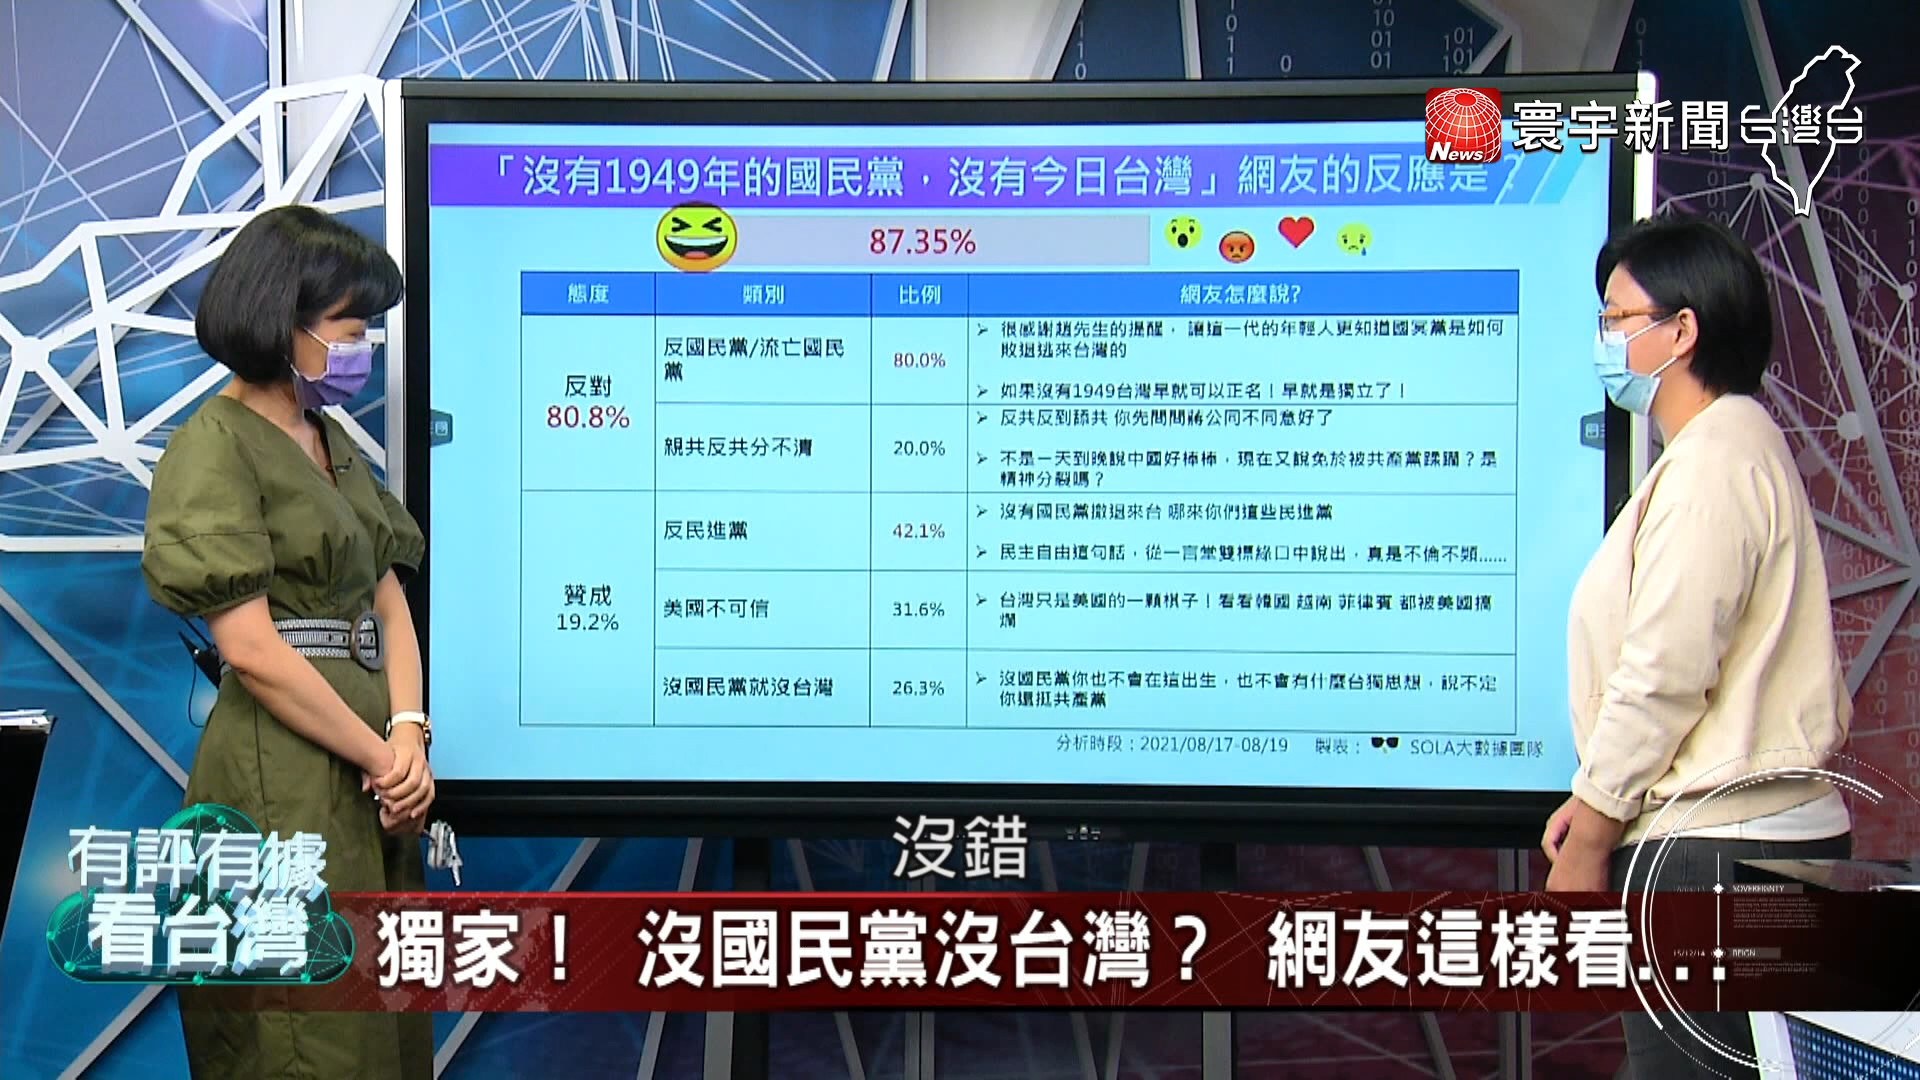 News 寰宇新聞 台灣台
「沒有1949年的國民黨,沒有今日台灣」網友的反應是?
87.35%
態度 類別 比例 網友怎麼說?
反對
80.8%
反國民黨/流亡國民
黨
80.0%
➢ 很感謝趙先生的提醒, 讓這一代的年輕人更知道國冥黨是如何
敗退逃來台灣的
➢ 如果沒有1949台灣早就可以正名!早就是獨立了!
親共反共分不清
20.0%
➢ 反共反到舔共 你先問問蔣公同不同意好了
➢ 不是一天到晚說中國好棒棒,現在又說免於被共產黨蹂躪?是
精神分裂嗎?
贊成
19.2%
反民進黨
42.1%
➢ 沒有國民黨撤退來台 哪來你們這些民進黨
➢ 民主自由這句話,從一言堂雙標綠口中說出,真是不倫不類......
美國不可信
31.6%
➢ 台灣只是美國的一顆棋子!看看韓國 越南 菲律賓 都被美國搞
爛
沒國民黨就沒台灣
26.3%
➢ 沒國民黨你也不會在這出生,也不會有什麼台獨思想,說不定
你還挺共產黨
分析時段:2021/08/17-08/19 製表: SOLA大數據團隊
沒錯
有評有據
看台灣
獨家! 沒國民黨沒台灣? 網友這樣看...
SOVEREIGNTY
15/12/14 REIGN